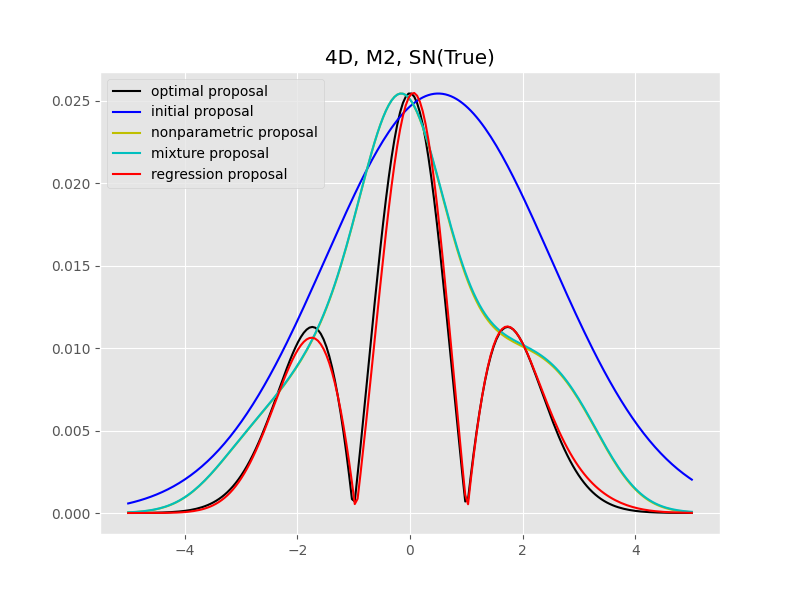 4D, M2, SN(True)
optimal proposal
initial proposal
nonparametric proposal
mixture proposal
regression proposal
0.025
0.020
0.015
0.010
0.005
0.000
−4 −2 0 2 4